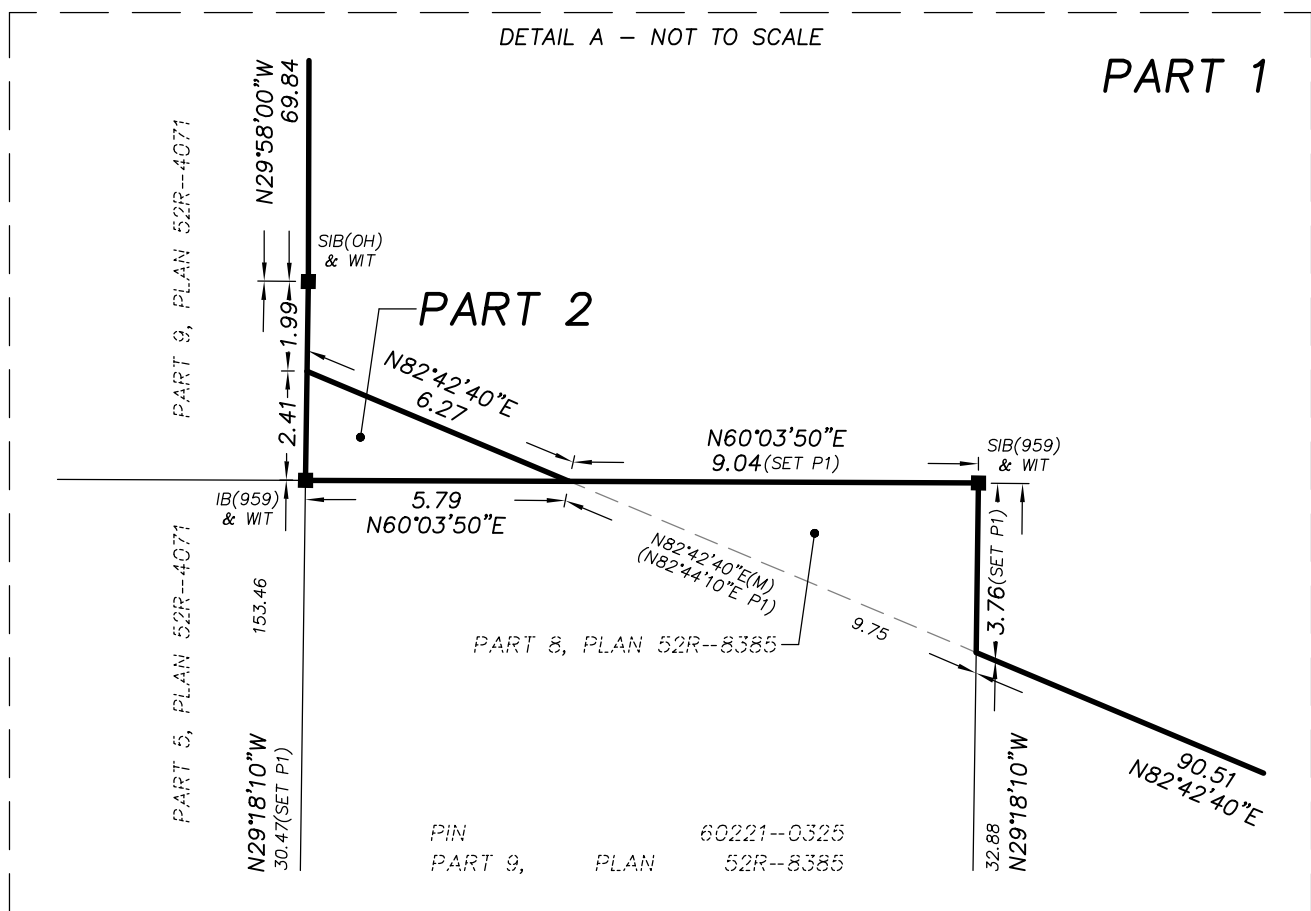 DETAIL A – NOT TO SCALE
PART 1
N29°58'00"W
69.84
PART 9, PLAN 52R--4071
SIB(OH)
& WIT
1.99
PART 2
N82°42'40"E
6.27
2.41
N60°03'50"E
9.04(SET P1)
SIB(959)
& WIT
IB(959)
& WIT
5.79
N60°03'50"E
N82°42'40"E(M)
(N82°44'10"E P1)
3.76(SET P1)
153.46
PART 5, PLAN 52R--4071
PART 8, PLAN 52R--8385
9.75
N29°18'10"W
30.47(SET P1)
90.51
N82°42'40"E
32.88
N29°18'10"W
PIN 60221--0325
PART 9, PLAN 52R--8385